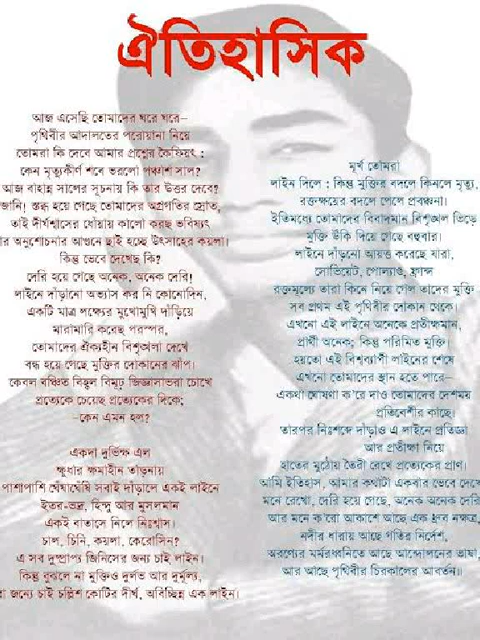 ঐতিহাসিক
আজ এসেছি তোমাদের ঘরে ঘরে—
পৃথিবীর আদালতের পরোয়ানা নিয়ে
তোমরা কি দেবে আমার প্রশ্নের কৈফিয়ৎ :
কেন মৃত্যুকীর্ণ শবে ভরলো পঞ্চাশ সাল?
আজ বাহান্ন সালের সূচনায় কি তার উত্তর দেবে?
জানি! স্তব্ধ হয়ে গেছে তোমাদের অগ্রগতির স্রোত,
তাই দীর্ঘশ্বাসের ধোঁয়ায় কালো করছ ভবিষ্যৎ
র অনুশোচনার আগুনে ছাই হচ্ছে উৎসাহের কয়লা।
কিন্তু ভেবে দেখেছ কি?
দেরি হয়ে গেছে অনেক, অনেক দেরি!
লাইনে দাঁড়ানো অভ্যাস কর নি কোনোদিন,
একটি মাত্র লক্ষ্যের মুখোমুখি দাঁড়িয়ে
মারামারি করেছ পরস্পর,
তোমাদের ঐক্যহীন বিশৃঙ্খলা দেখে
বন্ধ হয়ে গেছে মুক্তির দোকানের ঝাঁপ।
কেবল বঞ্চিত বিহ্বল বিমূঢ় জিজ্ঞাসাভরা চোখে
প্রত্যেকে চেয়েছ প্রত্যেকের দিকে;
–কেন এমন হল?
একদা দুর্ভিক্ষ এল
ক্ষুধার ক্ষমাহীন তাড়নায়
পাশাপাশি ঘেঁষাঘেঁষি সবাই দাঁড়ালে একই লাইনে
ইতর-ভদ্র, হিন্দু আর মুসলমান
একই বাতাসে নিলে নিঃশ্বাস।
চাল, চিনি, কয়লা, কেরোসিন?
এ সব দুষ্প্রাপ্য জিনিসের জন্য চাই লাইন।
কিন্তু বুঝলে না মুক্তিও দুর্লভ আর দুর্মূল্য,
জন্যে চাই চল্লিশ কোটির দীর্ঘ, অবিচ্ছিন্ন এক লাইন।
মূর্খ তোমরা
লাইন দিলে : কিন্তু মুক্তির বদলে কিনলে মৃত্যু,
রক্তক্ষয়ের বদলে পেলে প্রবঞ্চনা।
ইতিমধ্যে তোমাদের বিবদমান বিশৃঙ্খল ভিড়ে
মুক্তি উঁকি দিয়ে গেছে বহুবার।
লাইনে দাঁড়ানো আয়ত্ত করেছে যারা,
সোভিয়েট, পোল্যান্ড, ফ্রান্স
রক্তমূল্যে তারা কিনে নিয়ে গেল তাদের মুক্তি
সব প্রথম এই পৃথিবীর দোকান থেকে।
এখনো এই লাইনে অনেকে প্রতীক্ষমান,
প্রার্থী অনেক; কিন্তু পরিমিত মুক্তি।
হয়তো এই বিশ্বব্যাপী লাইনের শেষে
এখনো তোমাদের স্থান হতে পারে—
একথা ঘোষণা ক'রে দাও তোমাদের দেশময়
প্রতিবেশীর কাছে।
তারপর নিঃশব্দে দাঁড়াও এ লাইনে প্রতিজ্ঞা
আর প্রতীক্ষা নিয়ে
হাতের মুঠোয় তৈরী রেখে প্রত্যেকের প্রাণ।
আমি ইতিহাস, আমার কথাটা একবার ভেবে দেখো
মনে রেখো, দেরি হয়ে গেছে, অনেক অনেক দেরি
আর মনে ক'রো আকাশে আছে এক ধ্রুব নক্ষত্র,
নদীর ধারায় আছে গতির নির্দেশ,
অরণ্যের মর্মরধ্বনিতে আছে আন্দোলনের ভাষা,
আর আছে পৃথিবীর চিরকালের আবর্তন।।